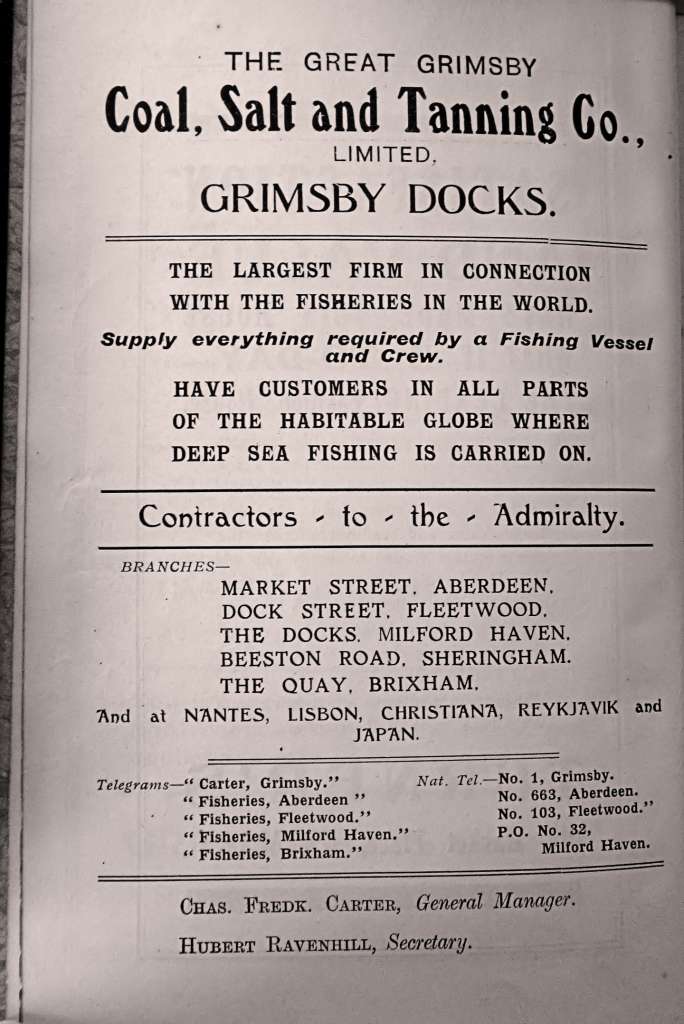 THE GREAT GRIMSBY
Coal, Salt and Tanning Co.,
LIMITED,
GRIMSBY DOCKS.
THE LARGEST FIRM IN CONNECTION
WITH THE FISHERIES IN THE WORLD.
Supply everything required by a Fishing Vessel
and Crew.
HAVE CUSTOMERS IN ALL PARTS
OF THE HABITABLE GLOBE WHERE
DEEP SEA FISHING IS CARRIED ON.
Contractors - to - the - Admiralty.
BRANCHES—
MARKET STREET, ABERDEEN.
DOCK STREET, FLEETWOOD.
THE DOCKS, MILFORD HAVEN.
BEESTON ROAD, SHERINGHAM.
THE QUAY, BRIXHAM.
And at NANTES, LISBON, CHRISTIANA, REYKJAVIK and
JAPAN.
Telegrams—“ Carter, Grimsby.” Nat. Tel.—No. 1, Grimsby.
“ Fisheries, Aberdeen ” No. 663, Aberdeen.
“ Fisheries, Fleetwood.” No. 103, Fleetwood.”
“ Fisheries, Milford Haven.” P.O. No. 32,
“ Fisheries, Brixham.” Milford Haven.
CHAS. FREDK. CARTER, General Manager.
HUBERT RAVENHILL, Secretary.